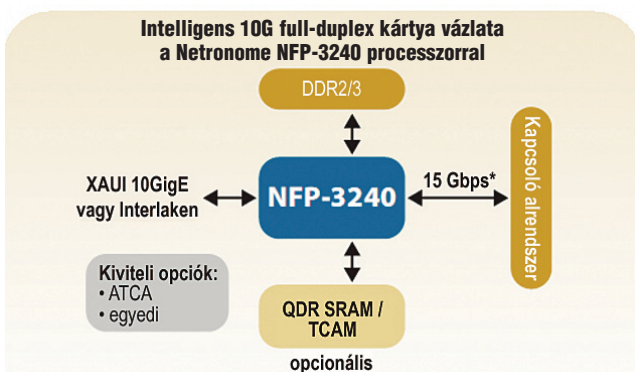 Intelligens 10G full-duplex kártya vázlata
a Netronome NFP-3240 processzorral
DDR2/3
XAUI 10GigE
vagy Interlaken
NFP-3240
15 Gbps*
Kapcsoló alrendszer
Kiviteli opciók:
• ATCA
• egyedi
QDR SRAM /
TCAM
opcionális